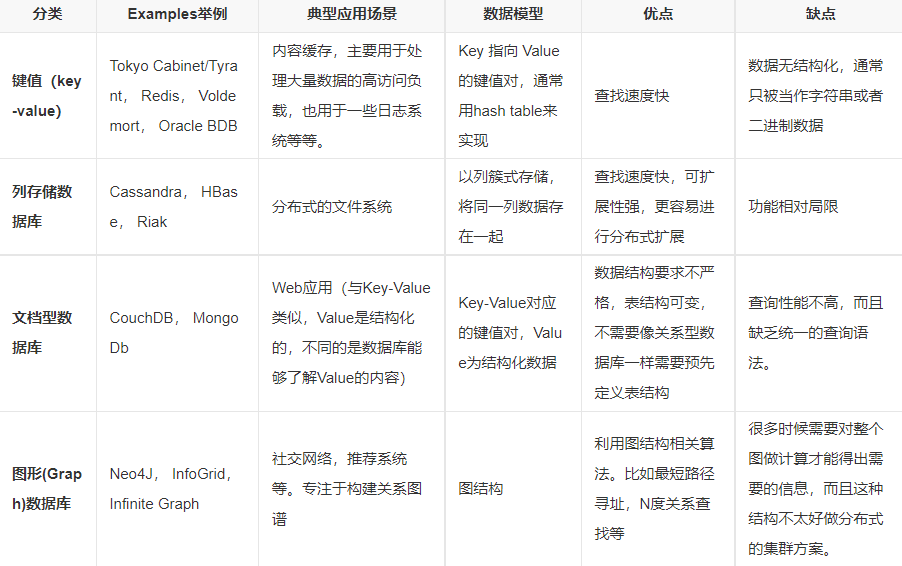 分类 Examples举例 典型应用场景 数据模型 优点 缺点
键值（key
-value)
Tokyo Cabinet/Tyra
nt， Redis， Volde
mort， Oracle BDB
内容缓存，主要用于处
理大量数据的高访问负
载，也用于一些日志系
统等等。
Key 指向 Value
的键值对，通常
用hash table来
实现
查找速度快
数据无结构化，通常
只被当作字符串或者
二进制数据
列存储数
据库
Cassandra， HBas
e， Riak
分布式的文件系统
以列簇式存储，
将同一列数据存
在一起
查找速度快，可扩
展性强，更容易进
行分布式扩展
功能相对局限
文档型数
据库
CouchDB， Mongo
Db
Web应用（与Key-Value
类似，Value是结构化
的，不同的是数据库能
够了解Value的内容）
Key-Value对应
的键值对，Valu
e为结构化数据
数据结构要求不严
格，表结构可变，
不需要像关系型数
据库一样需要预先
定义表结构
查询性能不高，而且
缺乏统一的查询语
法。
图形(Grap
h)数据库
Neo4J， InfoGrid，
Infinite Graph
社交网络，推荐系统
等。专注于构建关系图
谱
图结构
利用图结构相关算
法。比如最短路径
寻址，N度关系查
找等
很多时候需要对整个
图做计算才能得出需
要的信息，而且这种
结构不太好做分布式
的集群方案。